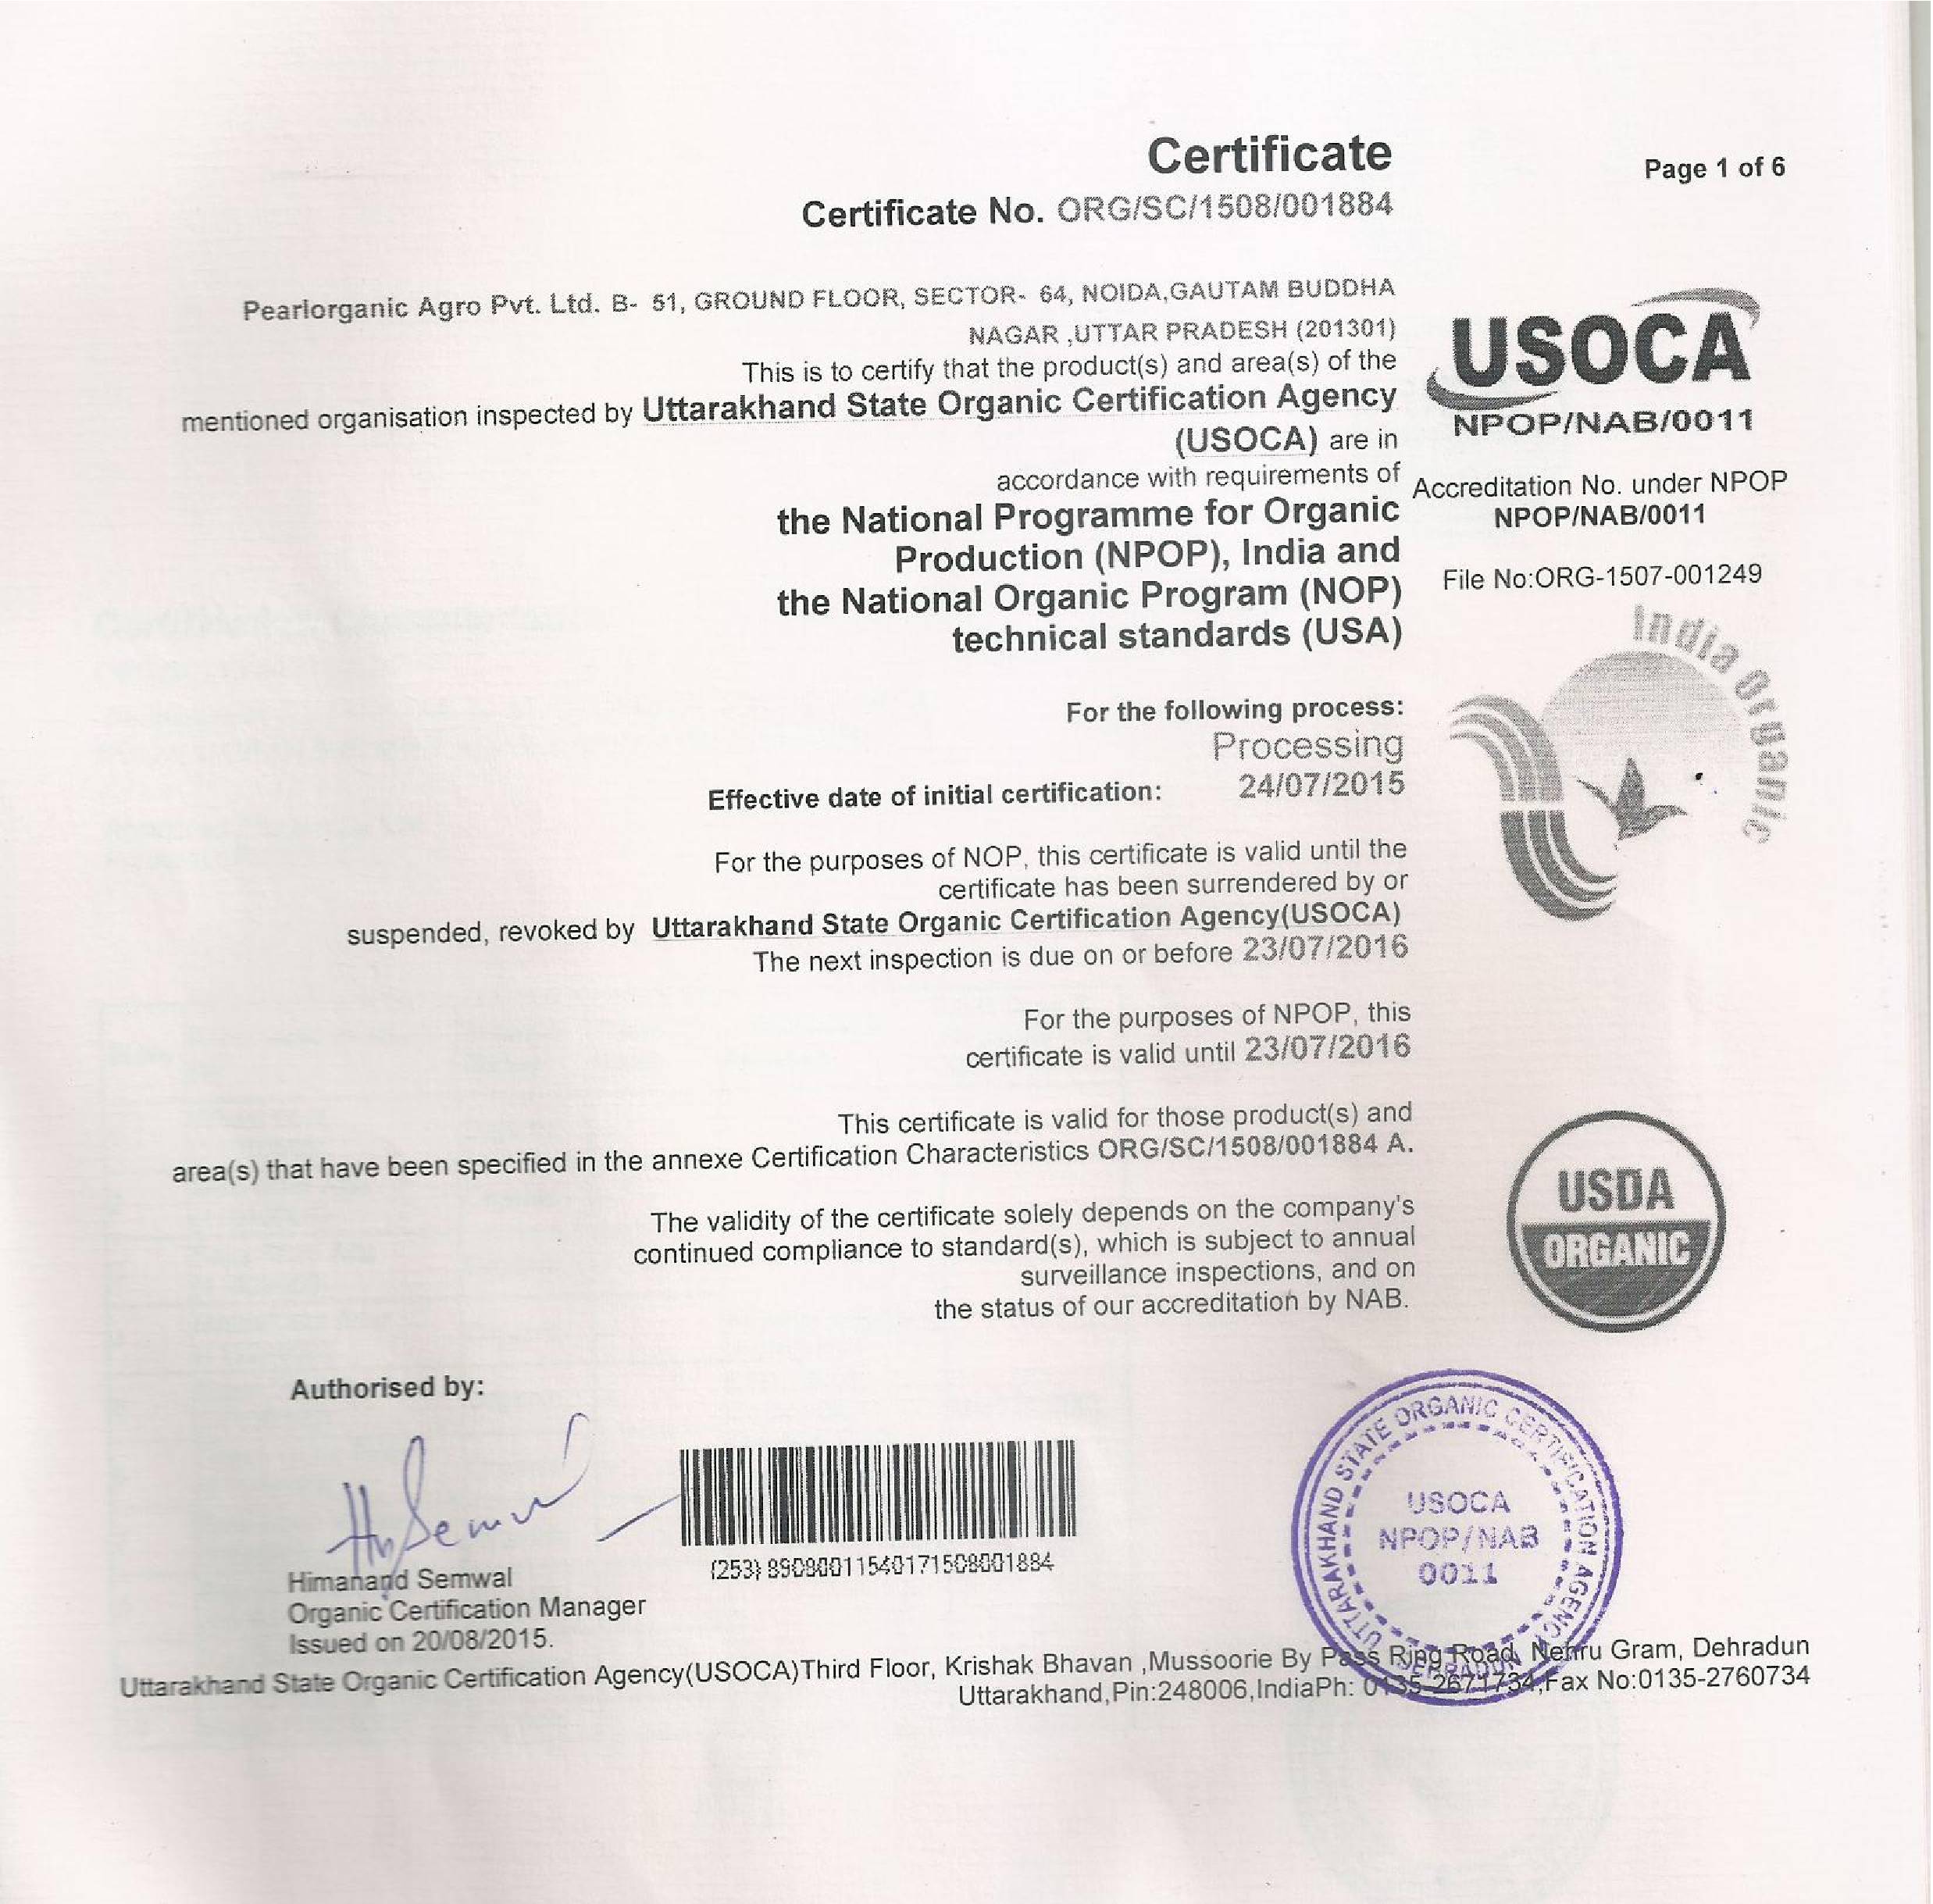 Certificate
Page 1 of 6
Certificate No. ORG/SC/1508/001884
Pearlorganic Agro Pvt. Ltd. B- 51, GROUND FLOOR, SECTOR- 64, NOIDA,GAUTAM BUDDHA
NAGAR ,UTTAR PRADESH (201301)
This is to certify that the product(s) and area(s) of the
mentioned organisation inspected by Uttarakhand State Organic Certification Agency
(USOCA) are in
accordance with requirements of
the National Programme for Organic
Production (NPOP), India and
the National Organic Program (NOP)
technical standards (USA)
USOCA
NPOP/NAB/0011
Accreditation No. under NPOP
NPOP/NAB/0011
File No:ORG-1507-001249
India Organic
For the following process:
Processing
Effective date of initial certification: 24/07/2015
For the purposes of NOP, this certificate is valid until the
certificate has been surrendered by or
suspended, revoked by Uttarakhand State Organic Certification Agency(USOCA)
The next inspection is due on or before 23/07/2016
For the purposes of NPOP, this
certificate is valid until 23/07/2016
This certificate is valid for those product(s) and
area(s) that have been specified in the annexe Certification Characteristics ORG/SC/1508/001884 A.
The validity of the certificate solely depends on the company's
continued compliance to standard(s), which is subject to annual
surveillance inspections, and on
the status of our accreditation by NAB.
USDA
ORGANIC
Authorised by:
HnSemwal
(253) 89080011540171508001884
Himanand Semwal
Organic Certification Manager
Issued on 20/08/2015.
UTTARAKHAND STATE ORGANIC CERTIFICATION AGENCY
USOCA
NPOP/NAB
0011
DEHRADUN
Uttarakhand State Organic Certification Agency(USOCA)Third Floor, Krishak Bhavan ,Mussoorie By Pass Ring Road, Nehru Gram, Dehradun
Uttarakhand,Pin:248006,IndiaPh: 0135-2671734,Fax No:0135-2760734